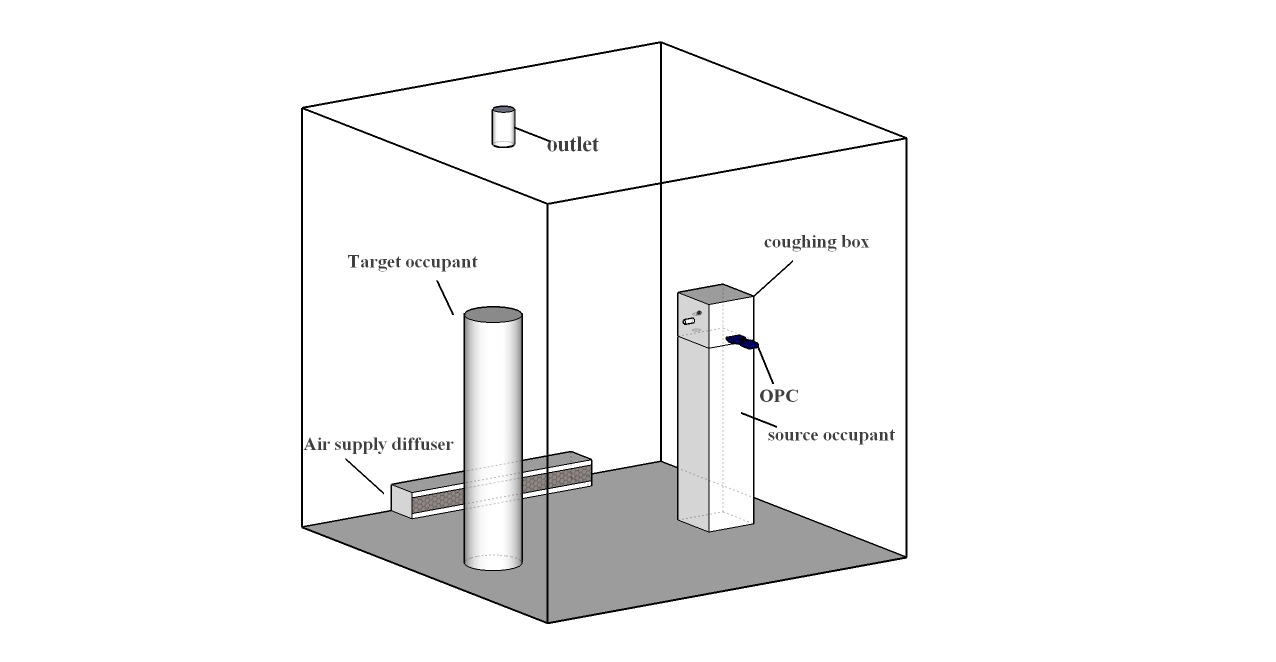 outlet
coughing box
Target occupant
OPC
source occupant
Air supply diffuser